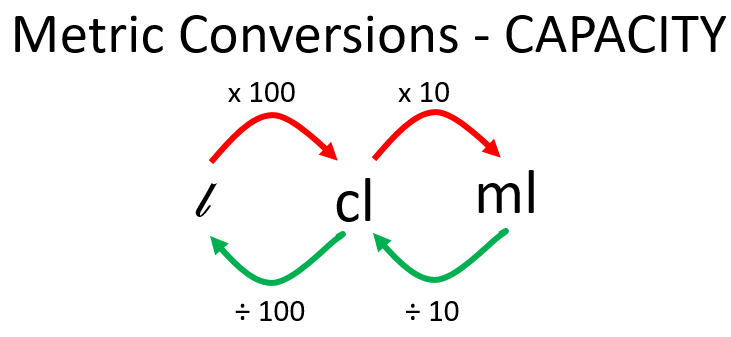 Metric Conversions - CAPACITY
x 100 x 10
l cl ml
÷ 100 ÷ 10